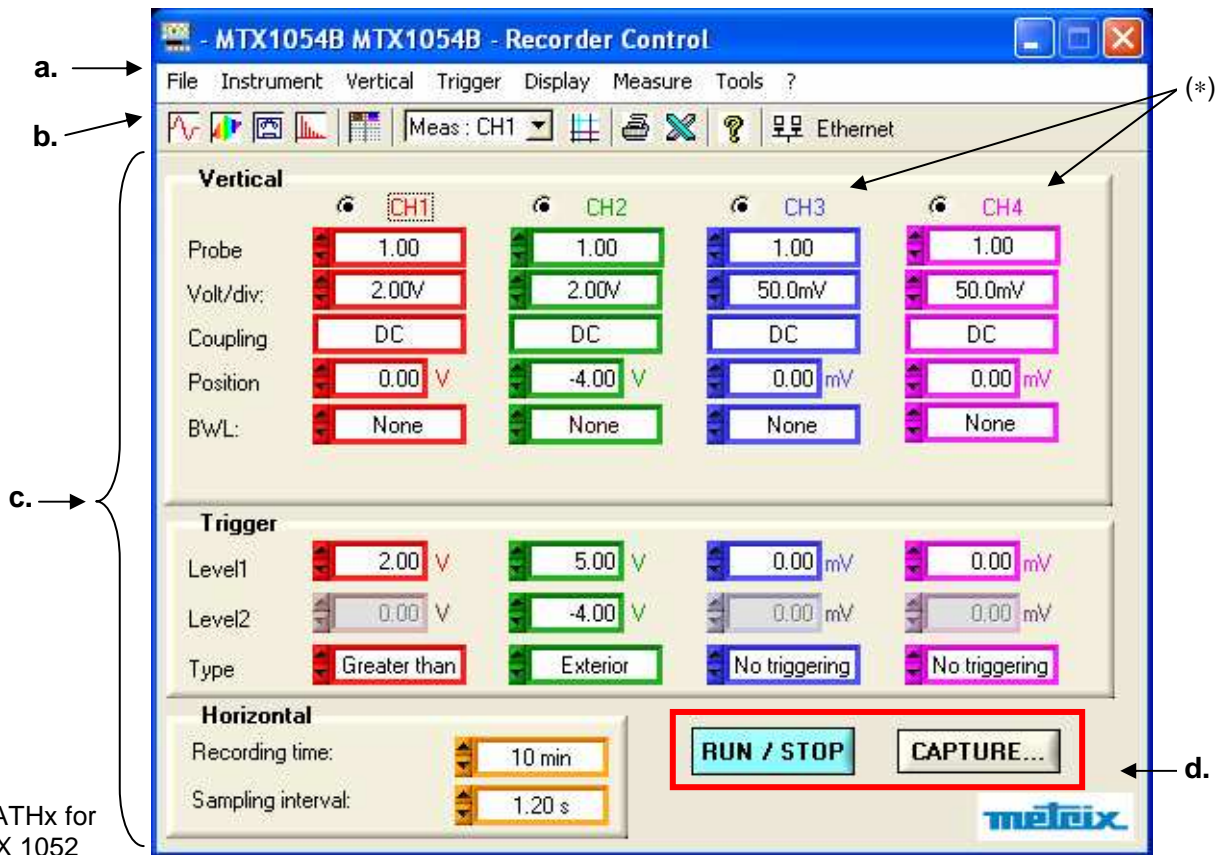 - MTX1054B MTX1054B - Recorder Control
a.
File Instrument Vertical Trigger Display Measure Tools ?
(*)
b.
Meas : CH1 Ethernet
Vertical
CH1 CH2 CH3 CH4
Probe 1.00 1.00 1.00 1.00
Volt/div: 2.00V 2.00V 50.0mV 50.0mV
Coupling DC DC DC DC
Position 0.00 V -4.00 V 0.00 mV 0.00 mV
BWL: None None None None
c.
Trigger
Level1 2.00 V 5.00 V 0.00 mV 0.00 mV
Level2 0.00 V -4.00 V 0.00 mV 0.00 mV
Type Greater than Exterior No triggering No triggering
Horizontal
Recording time: 10 min RUN / STOP CAPTURE...
d.
Sampling interval: 1.20 s
metrix
ATHx for
X 1052